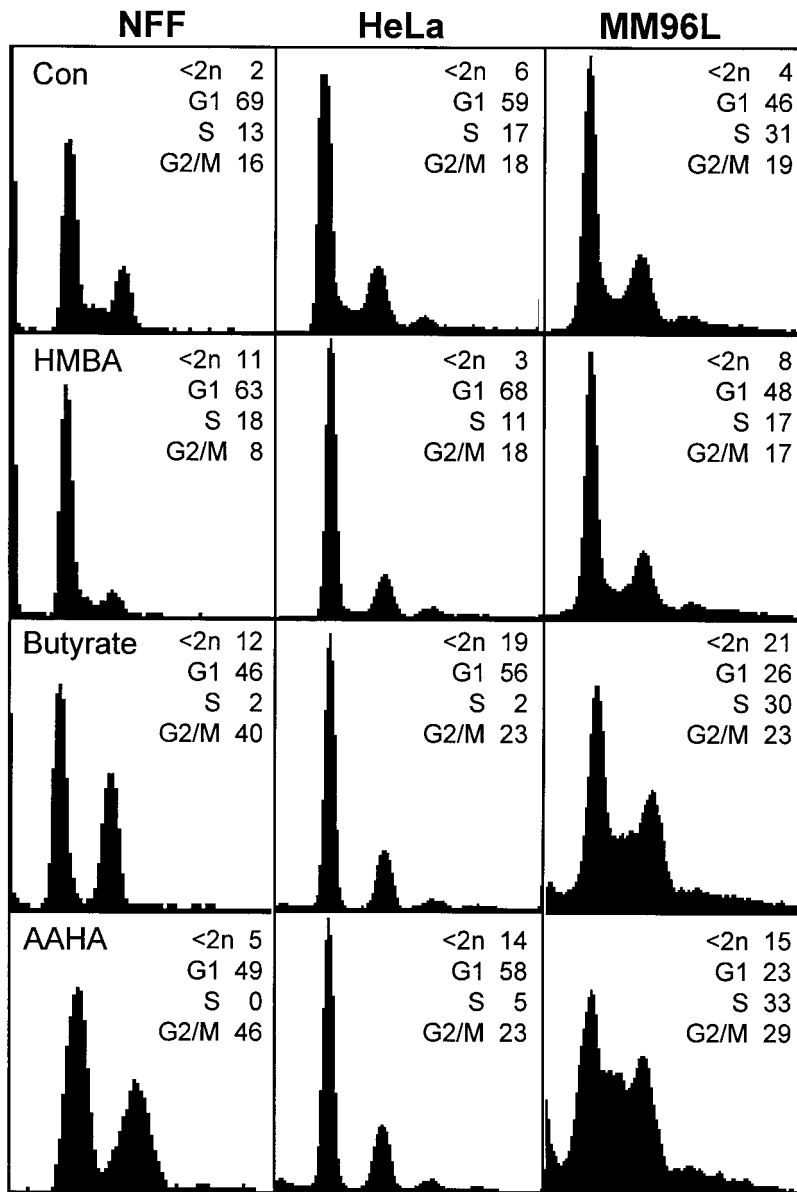 NFF HeLa MM96L
Con
<2n 2
G1 69
S 13
G2/M 16
<2n 6
G1 59
S 17
G2/M 18
<2n 4
G1 46
S 31
G2/M 19
HMBA
<2n 11
G1 63
S 18
G2/M 8
<2n 3
G1 68
S 11
G2/M 18
<2n 8
G1 48
S 17
G2/M 17
Butyrate
<2n 12
G1 46
S 2
G2/M 40
<2n 19
G1 56
S 2
G2/M 23
<2n 21
G1 26
S 30
G2/M 23
AAHA
<2n 5
G1 49
S 0
G2/M 46
<2n 14
G1 58
S 5
G2/M 23
<2n 15
G1 23
S 33
G2/M 29